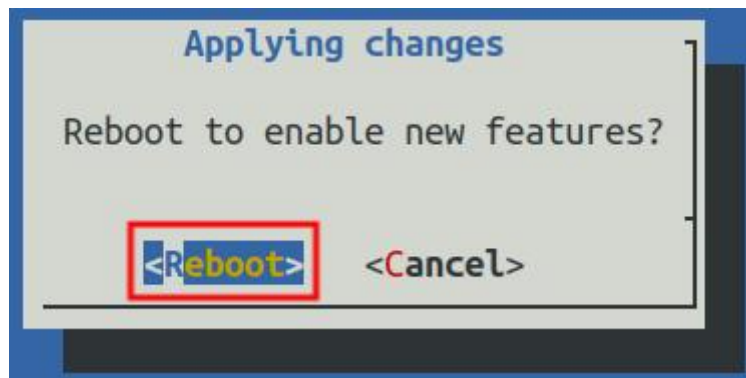 Applying changes
Reboot to enable new features?
<Reboot> <Cancel>